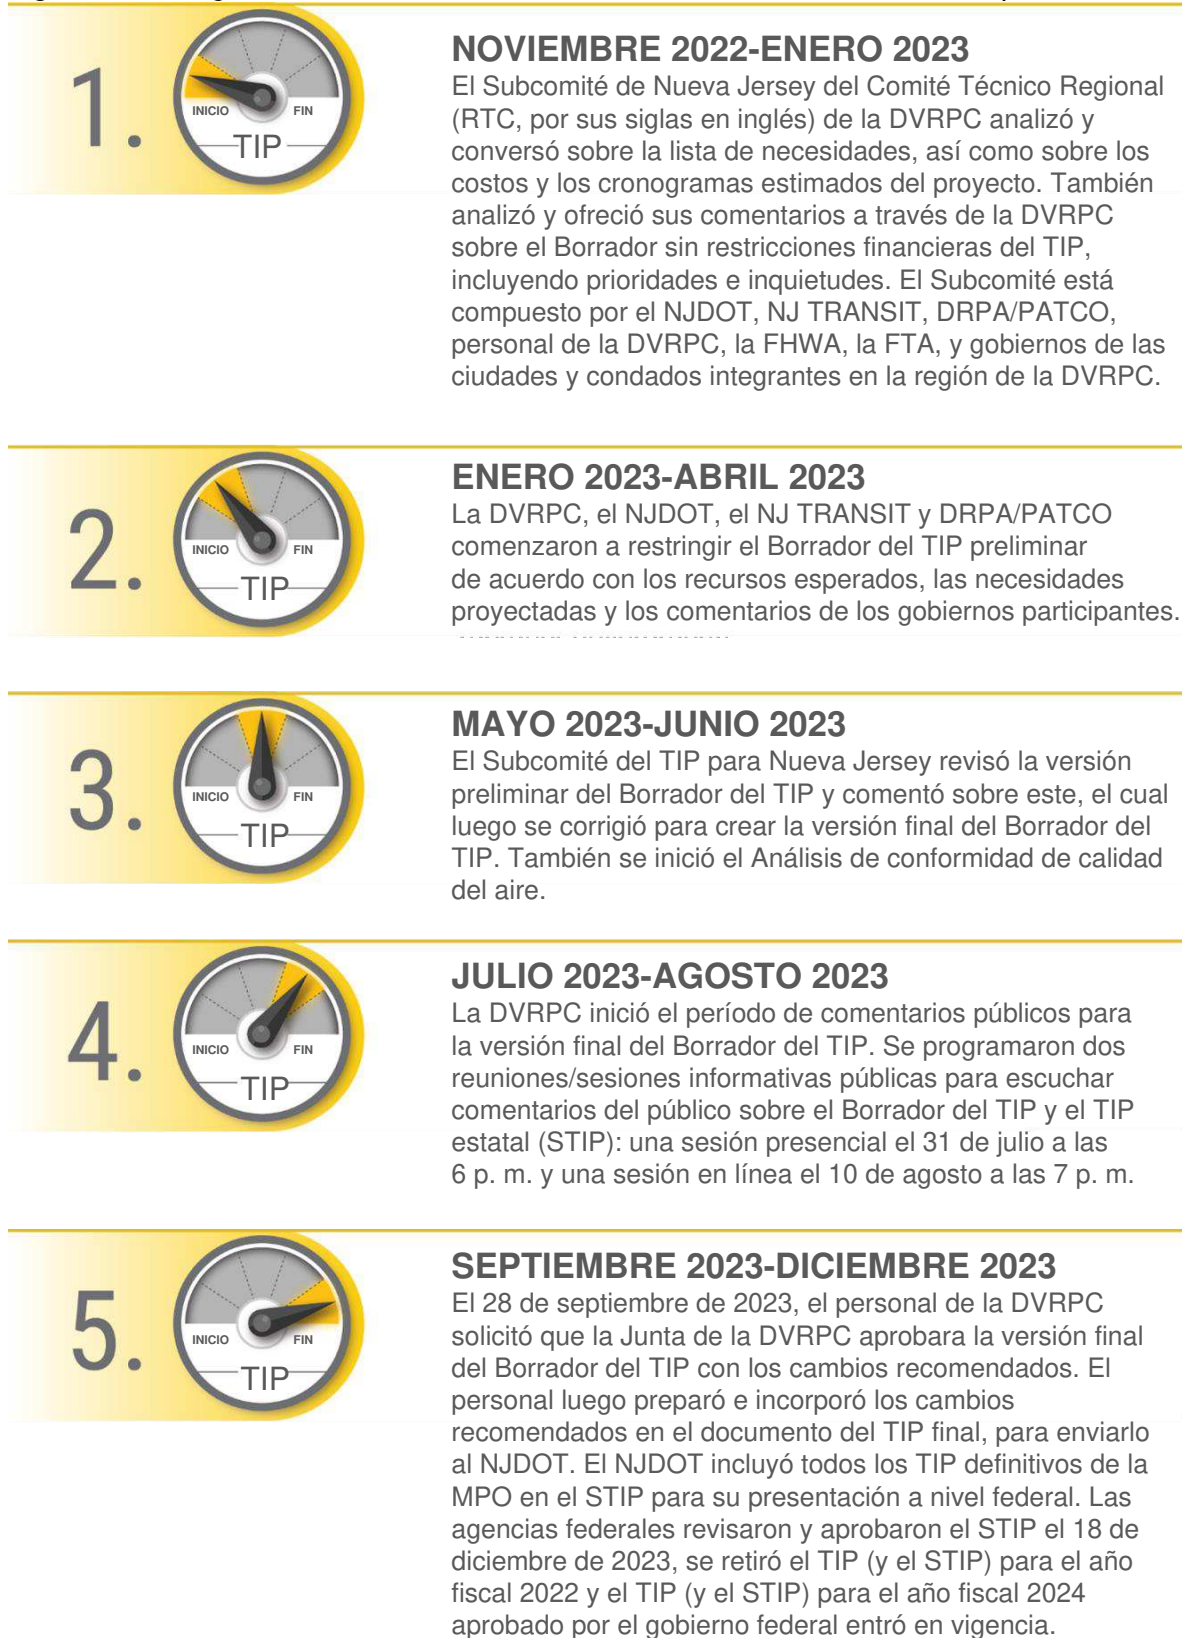 NOVIEMBRE 2022-ENERO 2023
1.
INICIO
FIN
TIP
El Subcomité de Nueva Jersey del Comité Técnico Regional
(RTC, por sus siglas en inglés) de la DVRPC analizó y
conversó sobre la lista de necesidades, así como sobre los
costos y los cronogramas estimados del proyecto. También
analizó y ofreció sus comentarios a través de la DVRPC
sobre el Borrador sin restricciones financieras del TIP,
incluyendo prioridades e inquietudes. El Subcomité está
compuesto por el NJDOT, NJ TRANSIT, DRPA/PATCO,
personal de la DVRPC, la FHWA, la FTA, y gobiernos de las
ciudades y condados integrantes en la región de la DVRPC.
2.
INICIO
FIN
TIP
ENERO 2023-ABRIL 2023
La DVRPC, el NJDOT, el NJ TRANSIT y DRPA/PATCO
comenzaron a restringir el Borrador del TIP preliminar
de acuerdo con los recursos esperados, las necesidades
proyectadas y los comentarios de los gobiernos participantes.
3.
INICIO
FIN
TIP
MAYO 2023-JUNIO 2023
El Subcomité del TIP para Nueva Jersey revisó la versión
preliminar del Borrador del TIP y comentó sobre este, el cual
luego se corrigió para crear la versión final del Borrador del
TIP. También se inició el Análisis de conformidad de calidad
del aire.
4.
INICIO
FIN
TIP
JULIO 2023-AGOSTO 2023
La DVRPC inició el período de comentarios públicos para
la versión final del Borrador del TIP. Se programaron dos
reuniones/sesiones informativas públicas para escuchar
comentarios del público sobre el Borrador del TIP y el TIP
estatal (STIP): una sesión presencial el 31 de julio a las
6 p. m. y una sesión en línea el 10 de agosto a las 7 p. m.
5.
INICIO
FIN
TIP
SEPTIEMBRE 2023-DICIEMBRE 2023
El 28 de septiembre de 2023, el personal de la DVRPC
solicitó que la Junta de la DVRPC aprobara la versión final
del Borrador del TIP con los cambios recomendados. El
personal luego preparó e incorporó los cambios
recomendados en el documento del TIP final, para enviarlo
al NJDOT. El NJDOT incluyó todos los TIP definitivos de la
MPO en el STIP para su presentación a nivel federal. Las
agencias federales revisaron y aprobaron el STIP el 18 de
diciembre de 2023, se retiró el TIP (y el STIP) para el año
fiscal 2022 y el TIP (y el STIP) para el año fiscal 2024
aprobado por el gobierno federal entró en vigencia.